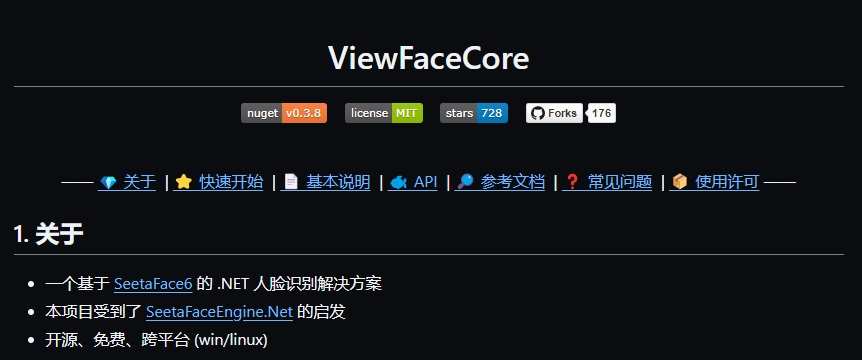 ViewFaceCore
nuget v0.3.8 license MIT stars 728 Forks 176
—— 💎 关于 | ⭐ 快速开始 | 📄 基本说明 | 🐟 API | 🔎 参考文档 | ❓ 常见问题 | 📦 使用许可 ——
1. 关于
• 一个基于 SeetaFace6 的 .NET 人脸识别解决方案
• 本项目受到了 SeetaFaceEngine.Net 的启发
• 开源、免费、跨平台 (win/linux)